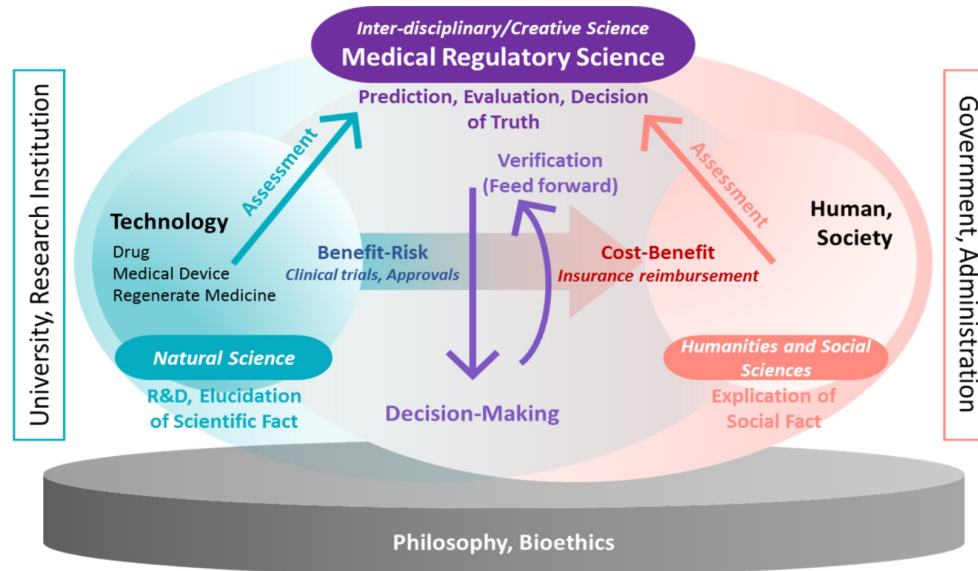 Inter-disciplinary/Creative Science
Medical Regulatory Science
Prediction, Evaluation, Decision
of Truth
University, Research Institution
Government, Administration
Assessment
Assessment
Verification
(Feed forward)
Technology
Drug
Medical Device
Regenerate Medicine
Human,
Society
Benefit-Risk
Clinical trials, Approvals
Cost-Benefit
Insurance reimbursement
Natural Science
R&D, Elucidation
of Scientific Fact
Humanities and Social
Sciences
Explication of
Social Fact
Decision-Making
Philosophy, Bioethics